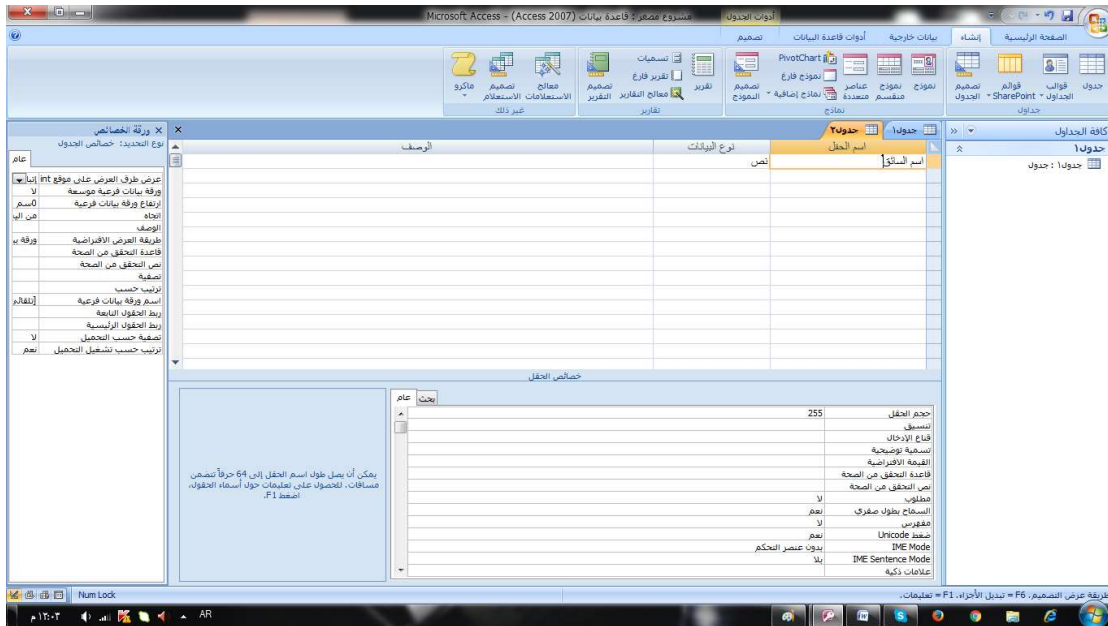 أدوات الجدول
مشروع مصغر : قاعدة بيانات (Access 2007) - Microsoft Access
الصفحة الرئيسية
إنشاء
بيانات خارجية
أدوات قاعدة البيانات
تصميم
جدول
قوالب الجداول
قوائم SharePoint
تصميم الجدول
جداول
نموذج
نموذج منقسم
عناصر متعددة
PivotChart
نموذج فارغ
نماذج إضافية
تصميم النموذج
نماذج
تقرير
تسميات
تقرير فارغ
معالج التقارير
تصميم التقرير
تقارير
معالج الاستعلامات
تصميم الاستعلام
ماكرو
غير ذلك
كافة الجداول
جدول١
جدول١ : جدول
جدول١
جدول٢
اسم الحقل
نوع البيانات
الوصف
اسم السائق
نص
ورقة الخصائص
نوع التحديد: خصائص الجدول
عام
عرض طرف العرض على موقع int
ورقة بيانات فرعية موسعة لا
ارتفاع ورقة بيانات فرعية 0سم
اتجاه من الي
الوصف
طريقة العرض الافتراضية ورقة بي
قاعدة التحقق من الصحة
نص التحقق من الصحة
تصفية
ترتيب حسب
اسم ورقة بيانات فرعية [تلقائي
ربط الحقول التابعة
ربط الحقول الرئيسية
تصفية حسب التحميل لا
ترتيب حسب تشغيل التحميل نعم
خصائص الحقل
عام
بحث
حجم الحقل 255
تنسيق
قناع الإدخال
تسمية توضيحية
القيمة الافتراضية
قاعدة التحقق من الصحة
نص التحقق من الصحة
مطلوب لا
السماح بطول صفري نعم
مفهرس لا
ضغط Unicode نعم
IME Mode بدون عنصر التحكم
IME Sentence Mode بلا
علامات ذكية
يمكن أن يصل طول اسم الحقل إلى 64 حرفاً تتضمن
مسافات. للحصول على تعليمات حول أسماء الحقول،
اضغط F1.
طريقة عرض التصميم. F6 = تبديل الأجزاء. F1 = تعليمات.
Num Lock
AR
١٢:٠٣ م